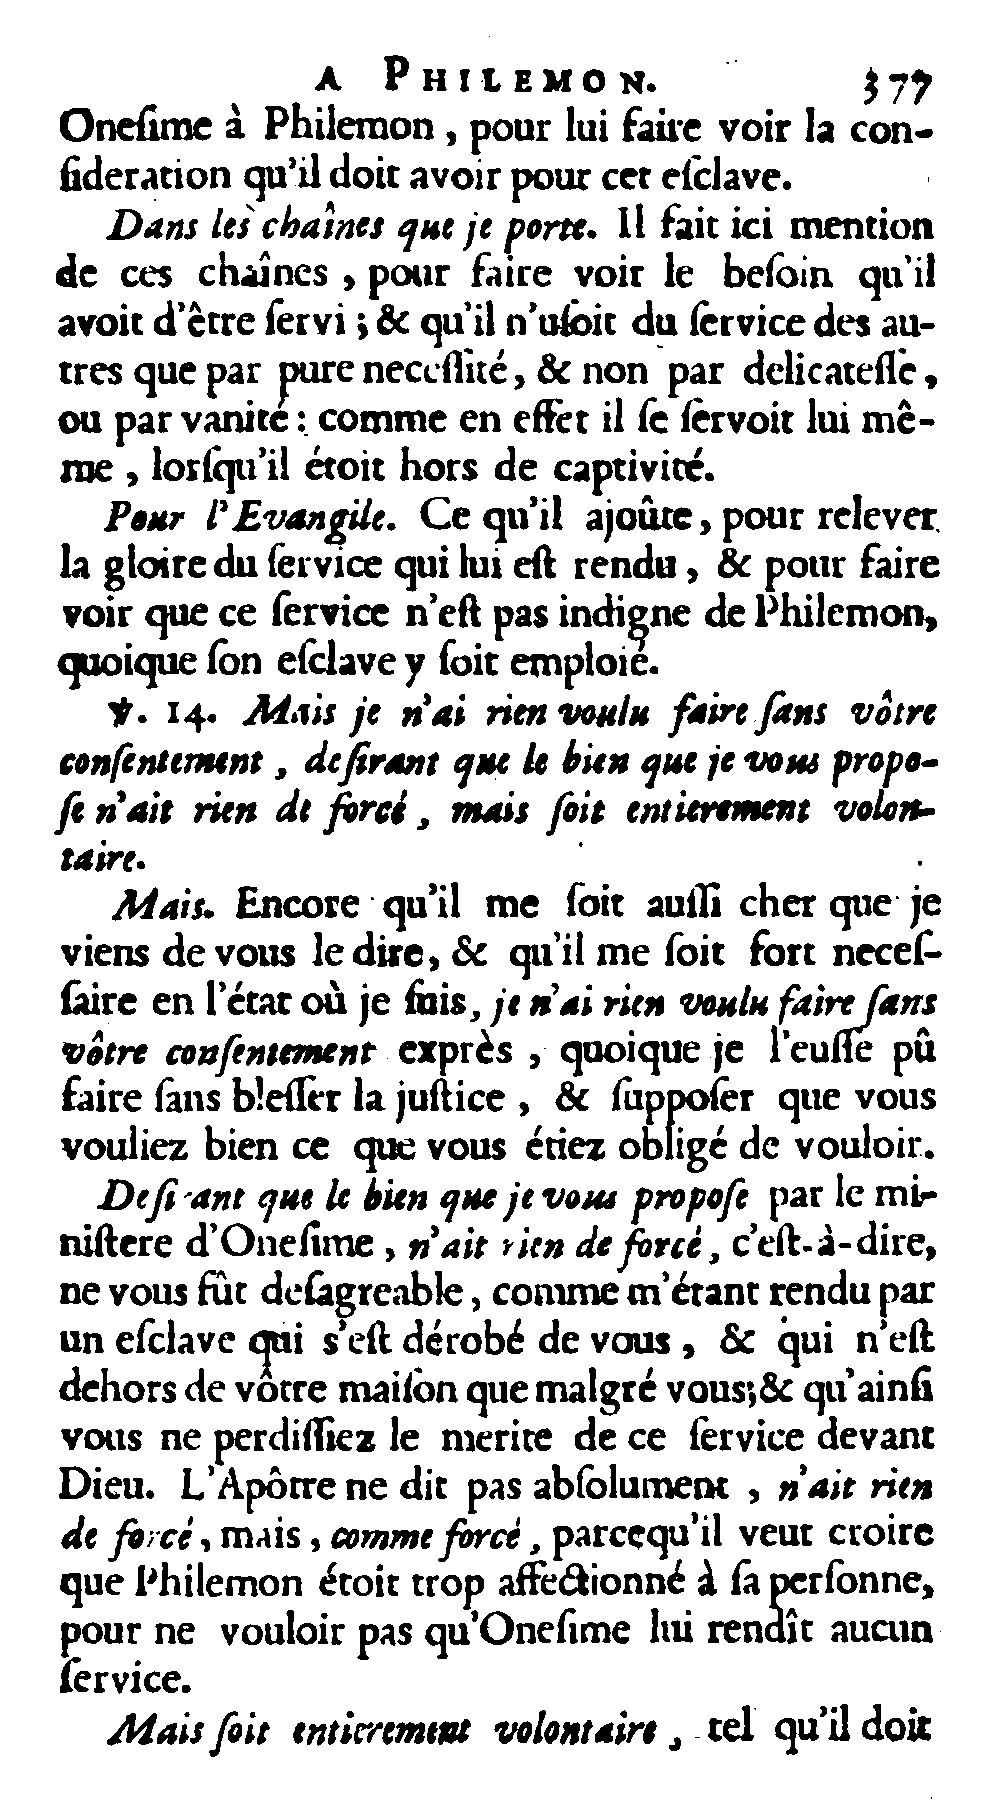 A PHILEMON. 377
Oneſime à Philemon, pour lui faire voir la con-
ſideration qu'il doit avoir pour cet eſclave.
Dans les chaînes que je porte. Il fait ici mention
de ces chaînes, pour faire voir le beſoin qu'il
avoit d'être ſervi; & qu'il n'uſoit du ſervice des au-
tres que par pure neceſſité, & non par delicateſſe,
ou par vanité: comme en effet il ſe ſervoit lui mê-
me, lorſqu'il étoit hors de captivité.
Pour l'Evangile. Ce qu'il ajoûte, pour relever
la gloire du ſervice qui lui eſt rendu, & pour faire
voir que ce ſervice n'eſt pas indigne de Philemon,
quoique ſon eſclave y ſoit emploié.
℣. 14. Mais je n'ai rien voulu faire ſans vôtre
conſentement, deſirant que le bien que je vous propo-
ſe n'ait rien de forcé, mais ſoit entierement volon-
taire.
Mais. Encore qu'il me ſoit auſſi cher que je
viens de vous le dire, & qu'il me ſoit fort neceſ-
ſaire en l'état où je ſuis, je n'ai rien voulu faire ſans
vôtre conſentement exprès, quoique je l'euſſe pû
faire ſans bleſſer la juſtice, & ſuppoſer que vous
vouliez bien ce que vous étiez obligé de vouloir.
Deſirant que le bien que je vous propoſe par le mi-
niſtere d'Oneſime, n'ait rien de forcé, c'eſt-à-dire,
ne vous fût deſagreable, comme m'étant rendu par
un eſclave qui s'eſt dérobé de vous, & qui n'eſt
dehors de vôtre maiſon que malgré vous; & qu'ainſi
vous ne perdiſſiez le merite de ce ſervice devant
Dieu. L'Apôtre ne dit pas abſolument, n'ait rien
de forcé, mais, comme forcé, parcequ'il veut croire
que Philemon étoit trop affectionné à ſa perſonne,
pour ne vouloir pas qu'Oneſime lui rendît aucun
ſervice.
Mais ſoit entierement volontaire, tel qu'il doit